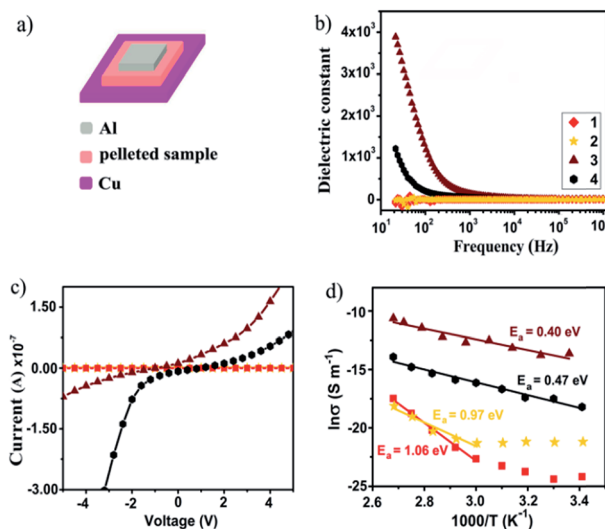 a)
Al
pelleted sample
Cu
b)
Dielectric constant
4x10³
3x10³
2x10³
1x10³
0
10¹ 10² 10³ 10⁴ 10⁵ 10⁶
Frequency (Hz)
1
2
3
4
c)
Current (A) x10⁻⁷
1.50
0.00
-1.50
-3.00
-4 -2 0 2 4
Voltage (V)
d)
lnσ (S m⁻¹)
-5
-10
-15
-20
-25
Eₐ = 0.40 eV
Eₐ = 0.47 eV
Eₐ = 0.97 eV
Eₐ = 1.06 eV
2.6 2.8 3.0 3.2 3.4
1000/T (K⁻¹)